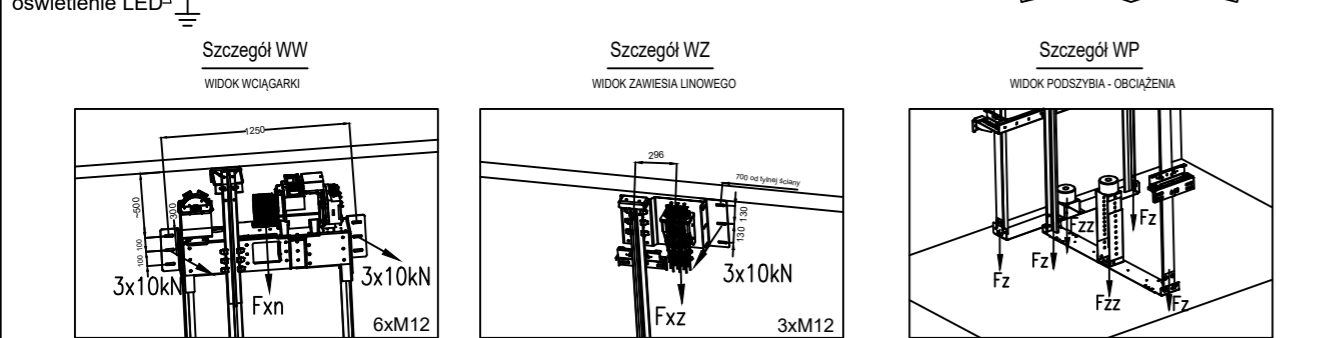 oświetlenie LED
Szczegół WW
WIDOK WCIĄGARKI
1250
~500
~300
100
100
3x10kN
3x10kN
Fxn
6xM12
Szczegół WZ
WIDOK ZAWIESIA LINOWEGO
296
700 od tylnej ściany
130
130
3x10kN
Fxz
3xM12
Szczegół WP
WIDOK PODSZYBIA - OBCIĄŻENIA
Fz
Fzz
Fz
Fz
Fzz
Fz